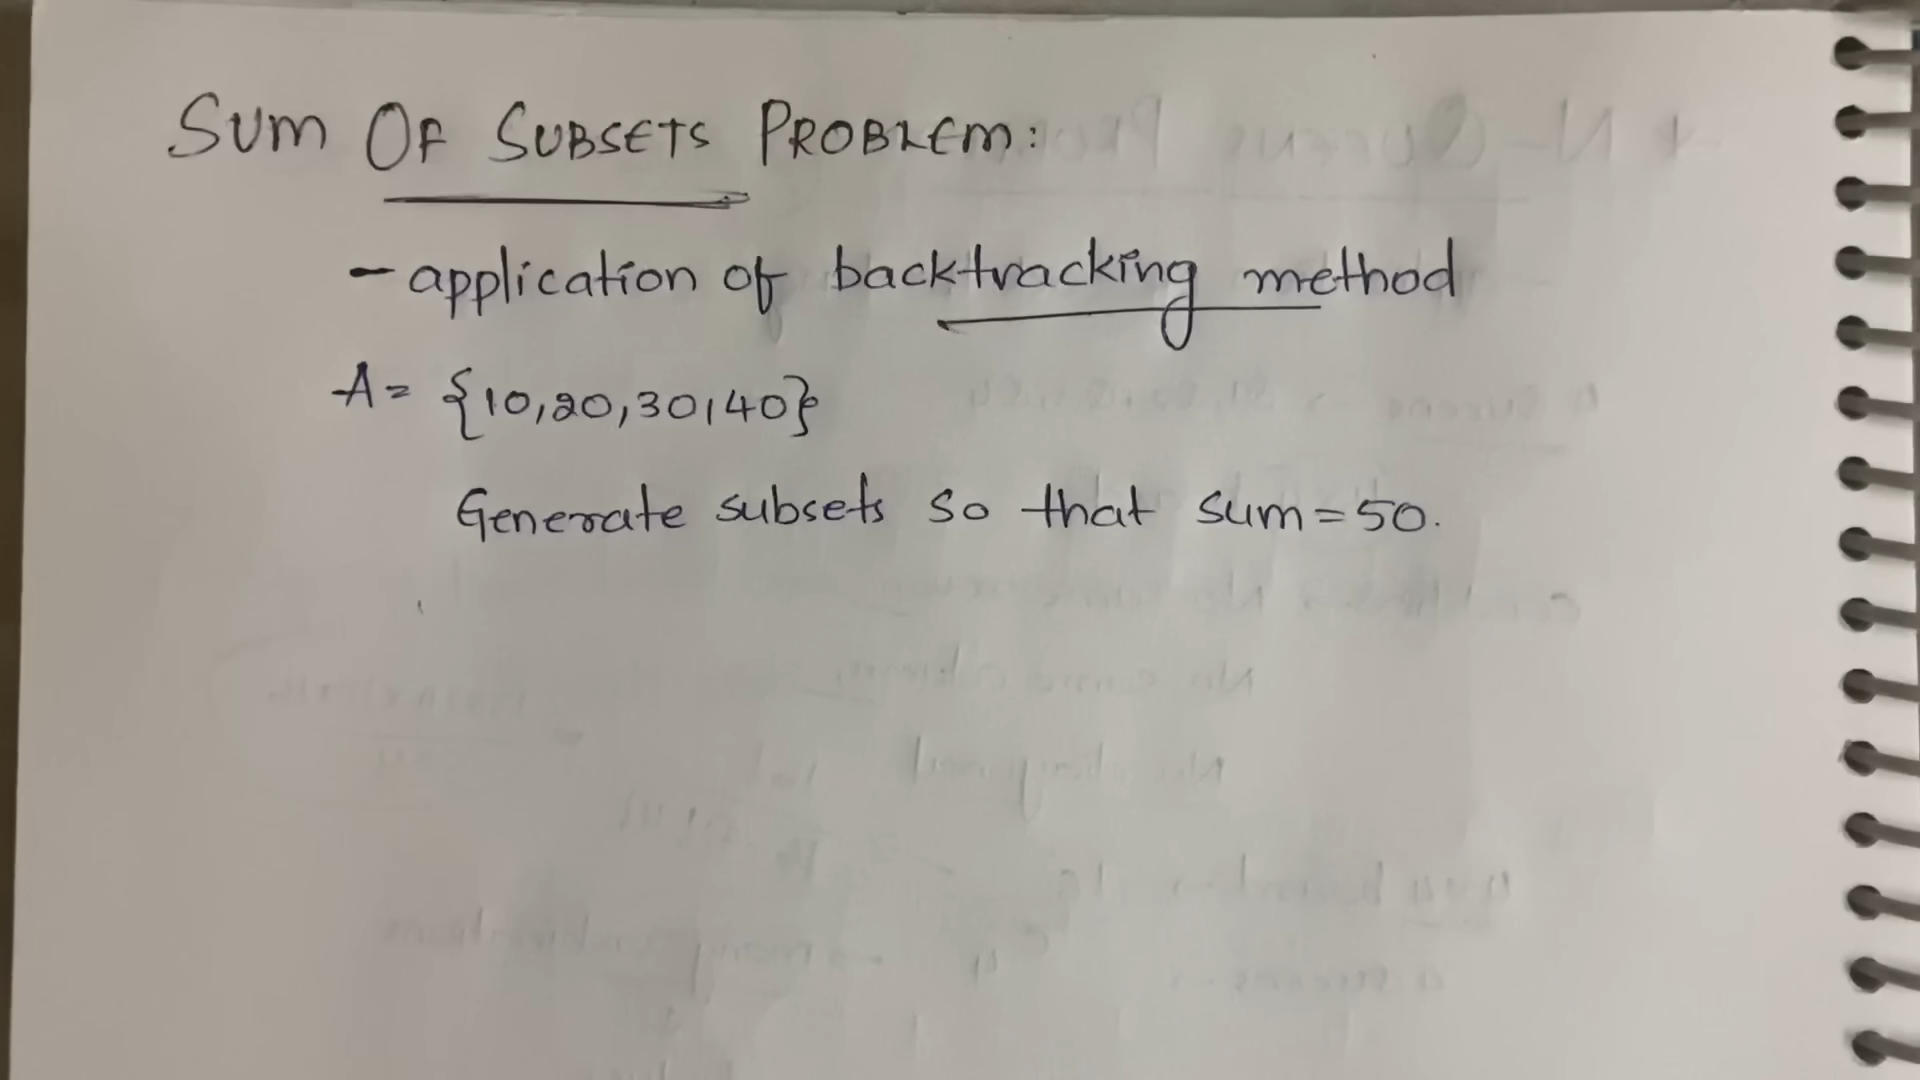 SUM OF SUBSETS PROBLEM:
- application of backtracking method
A= {10,20,30,40}
Generate subsets so that sum=50.